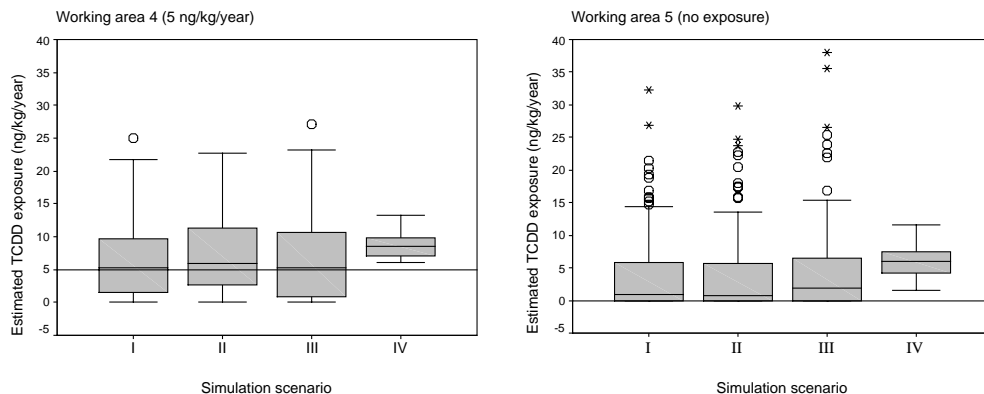 Working area 4 (5 ng/kg/year)
Estimated TCDD exposure (ng/kg/year)
40
35
30
25
20
15
10
5
0
-5
I II III IV
Simulation scenario
Working area 5 (no exposure)
Estimated TCDD exposure (ng/kg/year)
40
35
30
25
20
15
10
5
0
-5
I II III IV
Simulation scenario